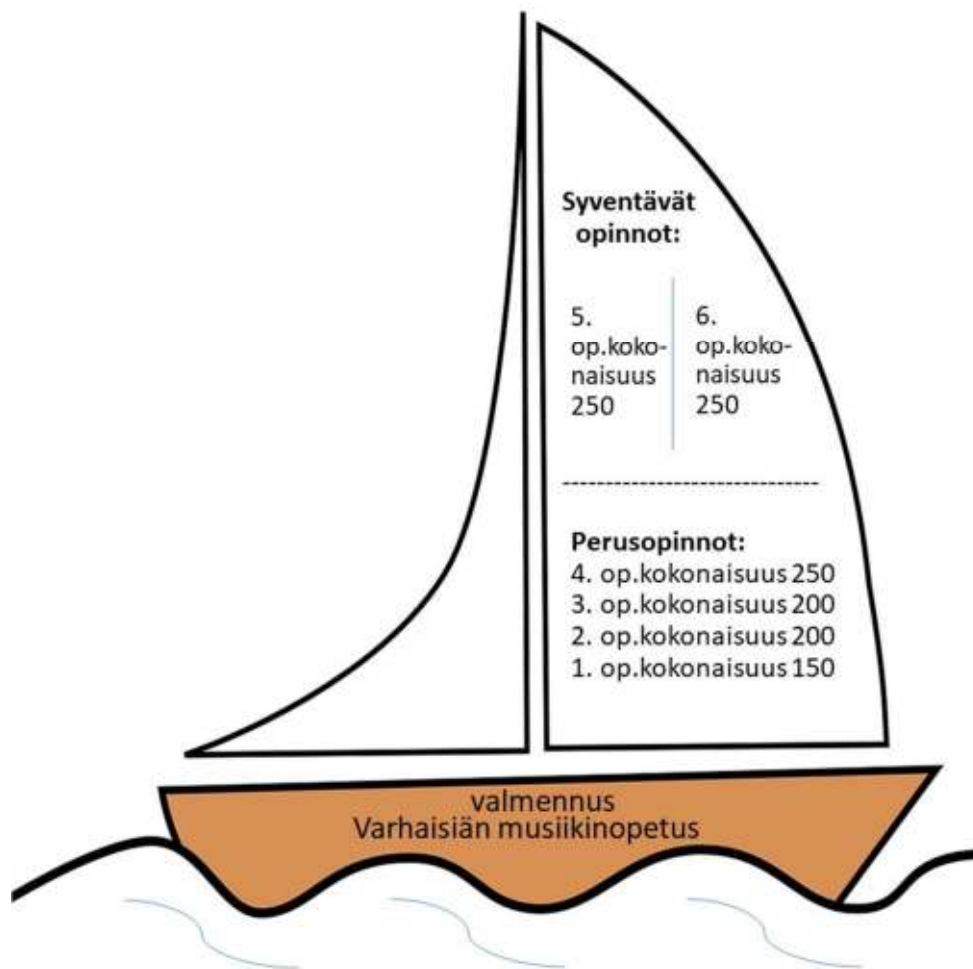 Syventävät
opinnot:
5.
op.koko-
naisuus
250
6.
op.koko-
naisuus
250
------------------------------
Perusopinnot:
4. op.kokonaisuus 250
3. op.kokonaisuus 200
2. op.kokonaisuus 200
1. op.kokonaisuus 150
valmennus
Varhaisiän musiikinopetus